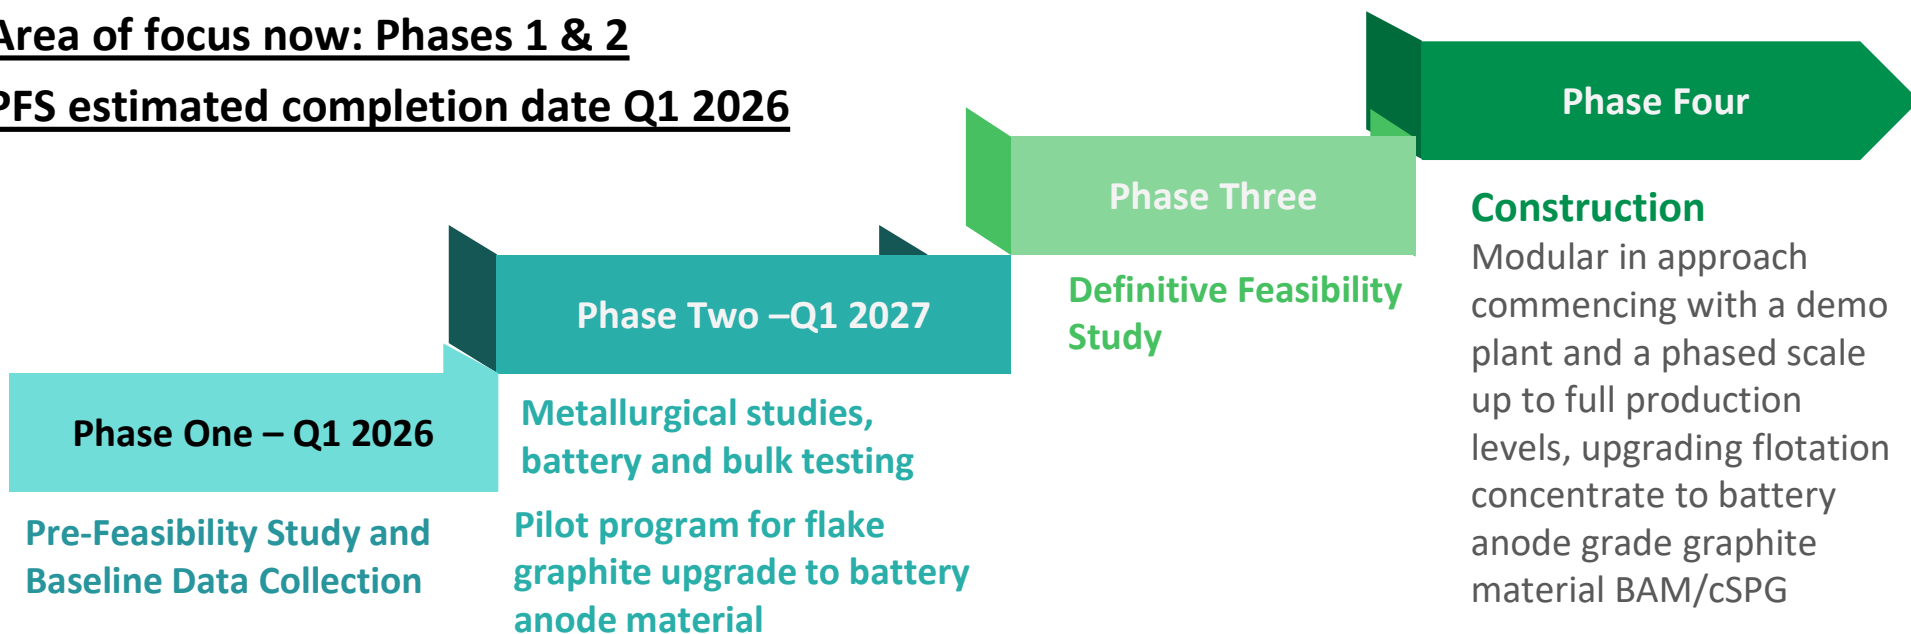 Area of focus now: Phases 1 & 2
PFS estimated completion date Q1 2026
Phase One – Q1 2026
Pre-Feasibility Study and
Baseline Data Collection
Phase Two –Q1 2027
Metallurgical studies,
battery and bulk testing
Pilot program for flake
graphite upgrade to battery
anode material
Phase Three
Definitive Feasibility
Study
Phase Four
Construction
Modular in approach
commencing with a demo
plant and a phased scale
up to full production
levels, upgrading flotation
concentrate to battery
anode grade graphite
material BAM/cSPG